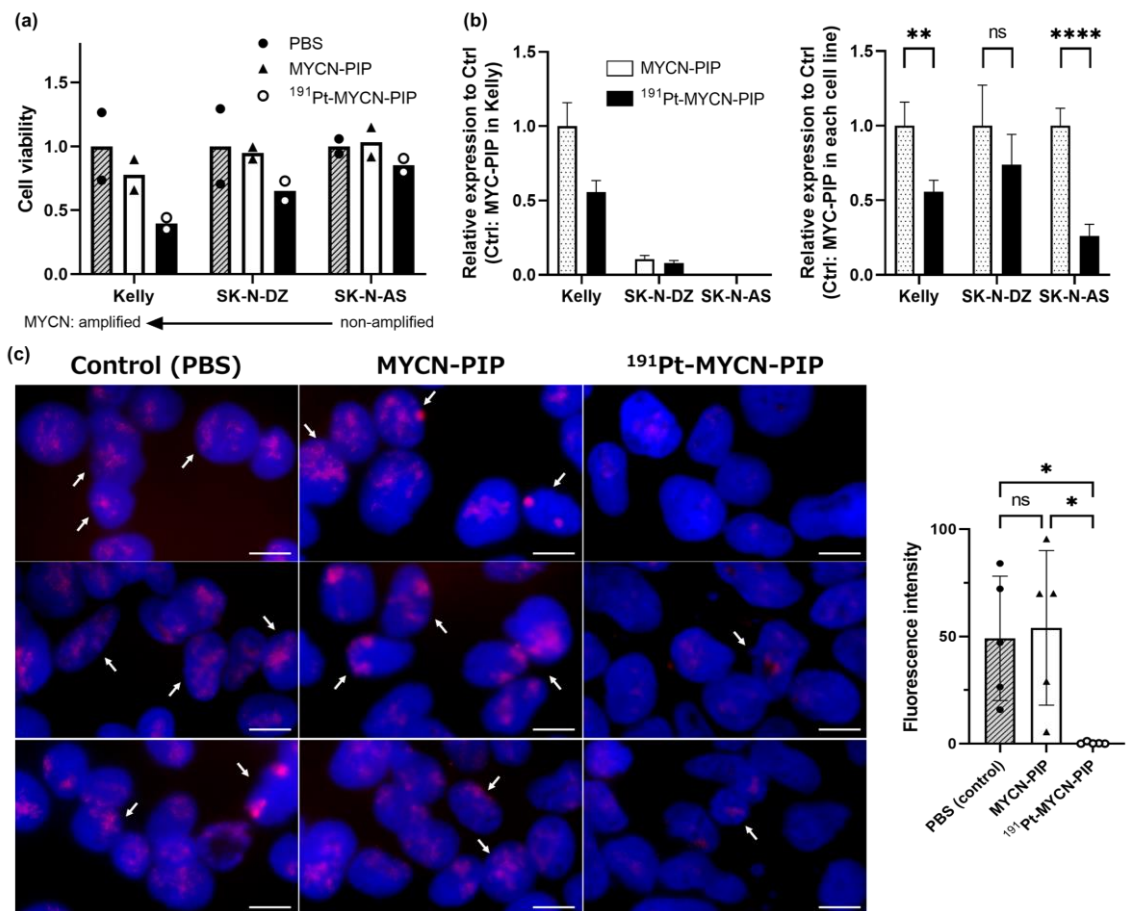 (a)
PBS
MYCN-PIP
¹⁹¹Pt-MYCN-PIP
Cell viability
1.5
1.0
0.5
0.0
Kelly
SK-N-DZ
SK-N-AS
MYCN: amplified
non-amplified
(b)
Relative expression to Ctrl
(Ctrl: MYC-PIP in Kelly)
1.5
1.0
0.5
0.0
MYCN-PIP
¹⁹¹Pt-MYCN-PIP
Kelly
SK-N-DZ
SK-N-AS
Relative expression to Ctrl
(Ctrl: MYC-PIP in each cell line)
**
ns
****
1.5
1.0
0.5
0.0
Kelly
SK-N-DZ
SK-N-AS
(c)
Control (PBS)
MYCN-PIP
¹⁹¹Pt-MYCN-PIP
*
ns
*
Fluorescence intensity
100
50
0
PBS (control)
MYCN-PIP
¹⁹¹Pt-MYCN-PIP